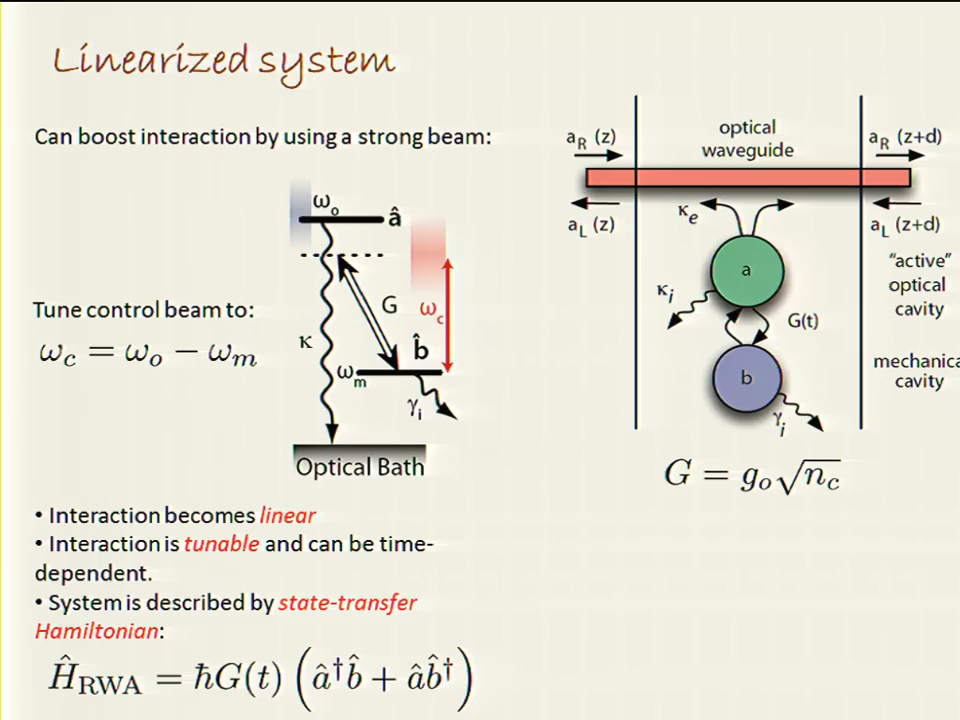 Linearized system
Can boost interaction by using a strong beam:
ω_o
â
G
ω_c
κ
b̂
ω_m
γ_i
Optical Bath
Tune control beam to:
ω_c = ω_o − ω_m
• Interaction becomes linear
• Interaction is tunable and can be time-
dependent.
• System is described by state-transfer
Hamiltonian:
Ĥ_RWA = ħG(t) (â†b̂ + âb̂†)
a_R (z)
optical
waveguide
a_R (z+d)
a_L (z)
κ_e
a_L (z+d)
a
"active"
optical
cavity
κ_i
G(t)
mechanica
cavity
b
γ_i
G = g_o√n_c